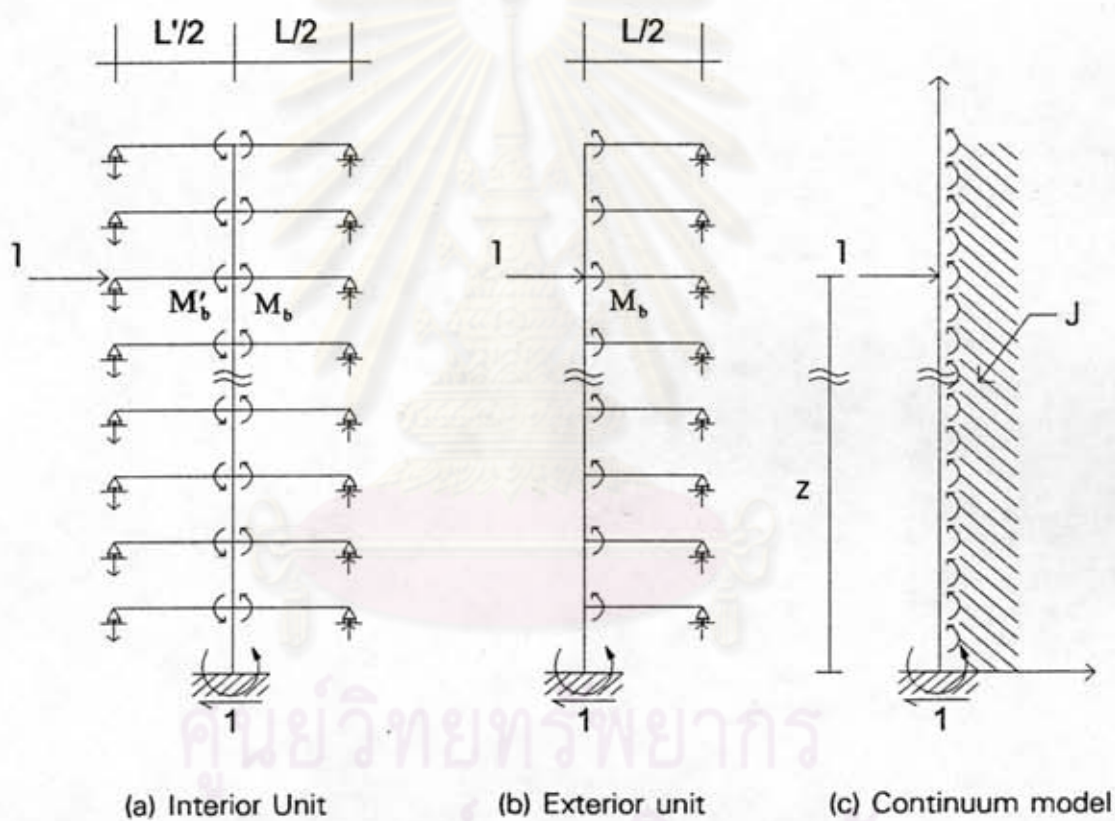 L'/2 L/2 L/2
1 1 1
M'b Mb Mb J
z
1 1 1
ศูนย์วิทยทรัพยากร
(a) Interior Unit (b) Exterior unit (c) Continuum model